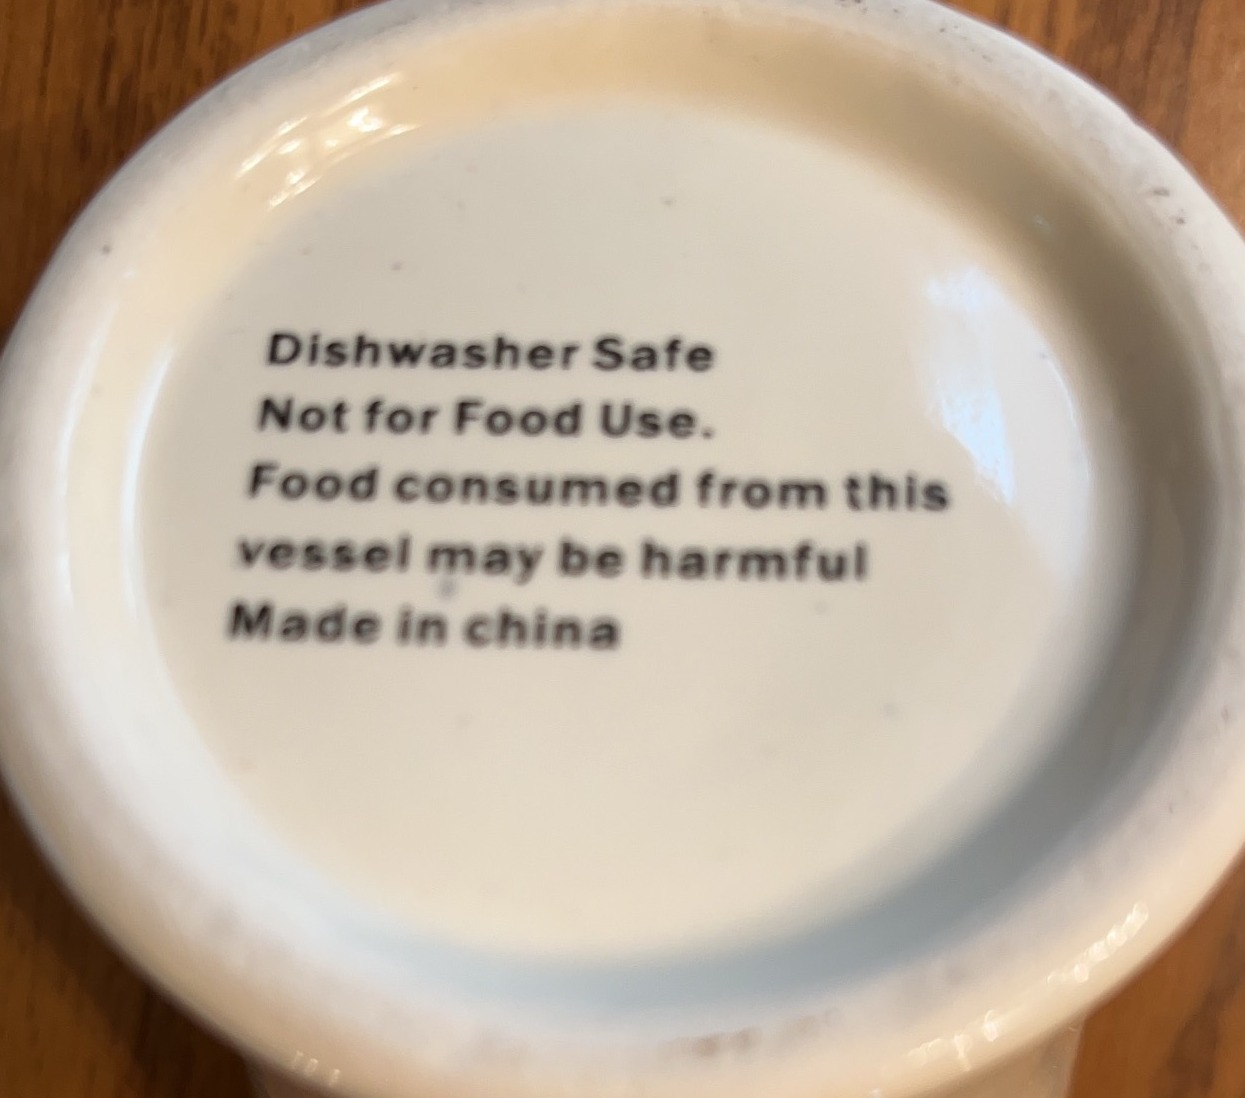 Dishwasher Safe
Not for Food Use.
Food consumed from this
vessel may be harmful
Made in china